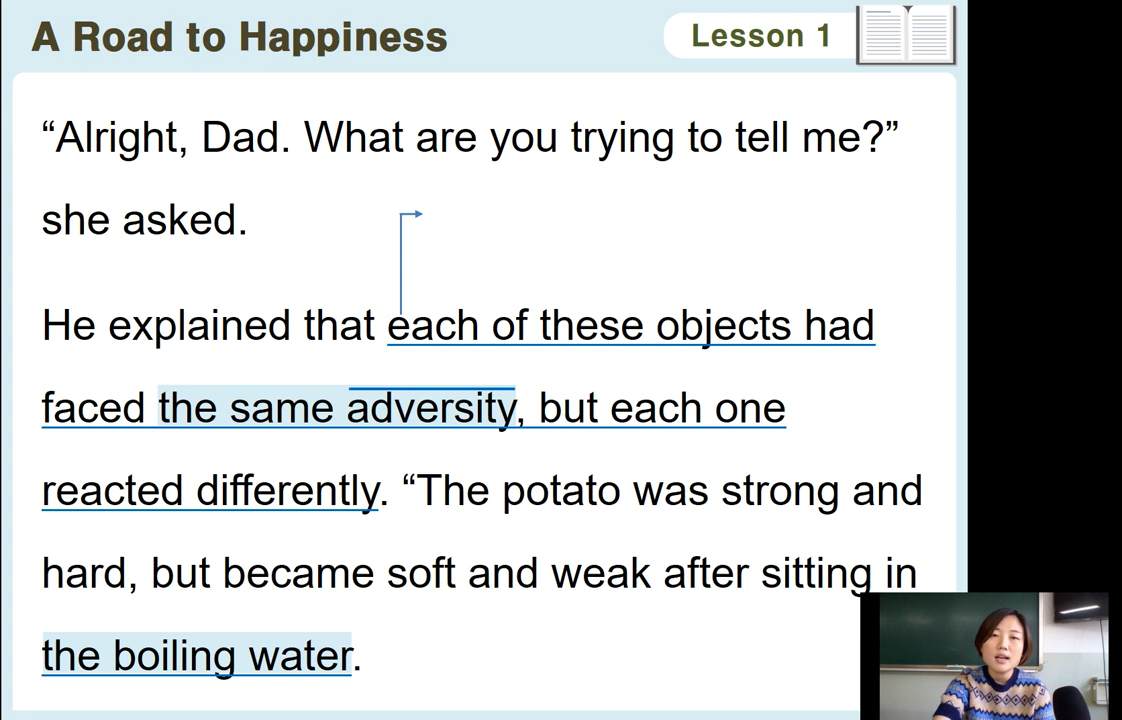 A Road to Happiness
Lesson 1
“Alright, Dad. What are you trying to tell me?”
she asked.
He explained that each of these objects had
faced the same adversity, but each one
reacted differently. “The potato was strong and
hard, but became soft and weak after sitting in
the boiling water.